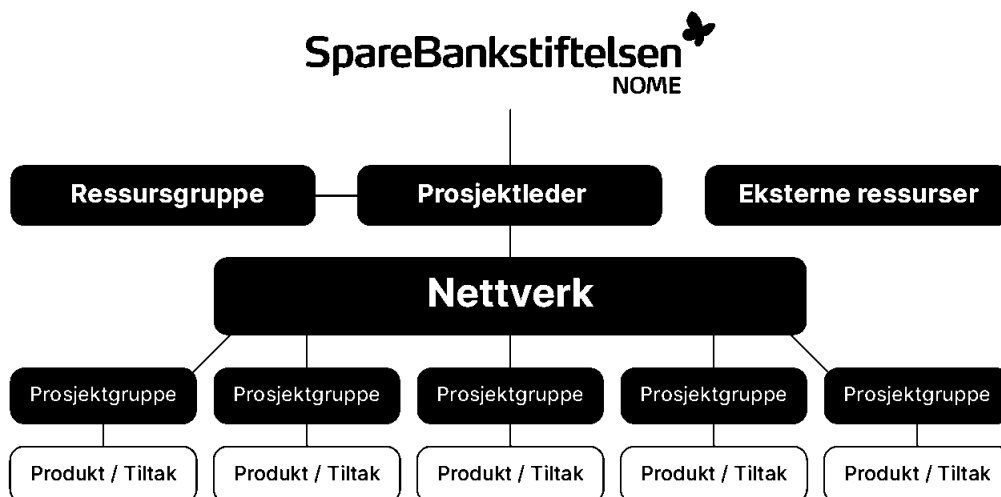 SpareBankstiftelsen
NOME
Ressursgruppe
Prosjektleder
Eksterne ressurser
Nettverk
Prosjektgruppe
Prosjektgruppe
Prosjektgruppe
Prosjektgruppe
Prosjektgruppe
Produkt / Tiltak
Produkt / Tiltak
Produkt / Tiltak
Produkt / Tiltak
Produkt / Tiltak